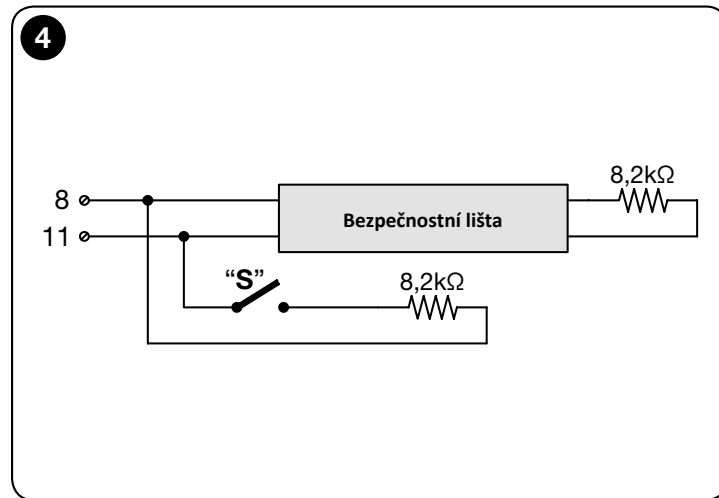 4
8
8,2kΩ
Bezpečnostní lišta
11
“S”
8,2kΩ